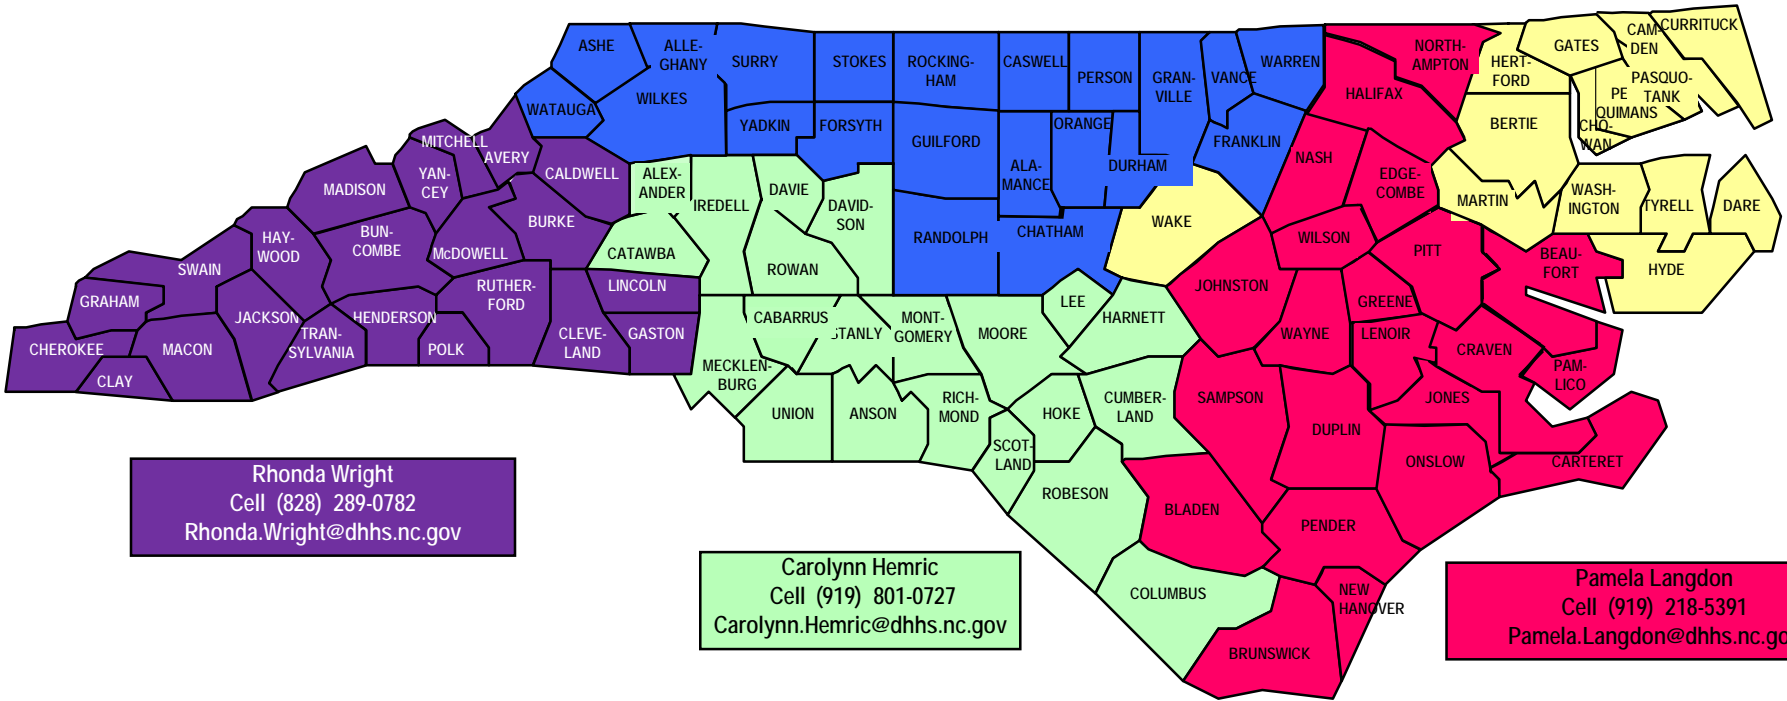 ASHE
ALLE-
GHANY
SURRY
STOKES
ROCKING-
HAM
CASWELL
PERSON
GRAN-
VILLE
VANCE
WARREN
NORTH-
AMPTON
HERT-
FORD
GATES
CAM-
DEN
CURRITUCK
PASQUO-
TANK
PE
QUIMANS
CHO-
WAN
WATAUGA
WILKES
YADKIN
FORSYTH
GUILFORD
ALA-
MANCE
ORANGE
DURHAM
FRANKLIN
HALIFAX
BERTIE
MITCHELL
AVERY
YAN-
CEY
MADISON
CALDWELL
ALEX-
ANDER
IREDELL
DAVIE
DAVID-
SON
RANDOLPH
CHATHAM
WAKE
NASH
EDGE-
COMBE
MARTIN
WASH-
INGTON
TYRELL
DARE
HAY-
WOOD
BUN-
COMBE
McDOWELL
BURKE
CATAWBA
ROWAN
WILSON
PITT
BEAU-
FORT
HYDE
SWAIN
GRAHAM
JACKSON
HENDERSON
RUTHER-
FORD
LINCOLN
LEE
JOHNSTON
GREENE
CHEROKEE
MACON
TRAN-
SYLVANIA
POLK
CLEVE-
LAND
GASTON
CABARRUS
STANLY
MONT-
GOMERY
MOORE
HARNETT
WAYNE
LENOIR
CRAVEN
PAM-
LICO
CLAY
MECKLEN-
BURG
UNION
ANSON
RICH-
MOND
HOKE
CUMBER-
LAND
SAMPSON
DUPLIN
JONES
SCOT-
LAND
ONSLOW
CARTERET
ROBESON
BLADEN
PENDER
COLUMBUS
NEW
HANOVER
BRUNSWICK
Rhonda Wright
Cell (828) 289-0782
Rhonda.Wright@dhhs.nc.gov
Carolynn Hemric
Cell (919) 801-0727
Carolynn.Hemric@dhhs.nc.gov
Pamela Langdon
Cell (919) 218-5391
Pamela.Langdon@dhhs.nc.go